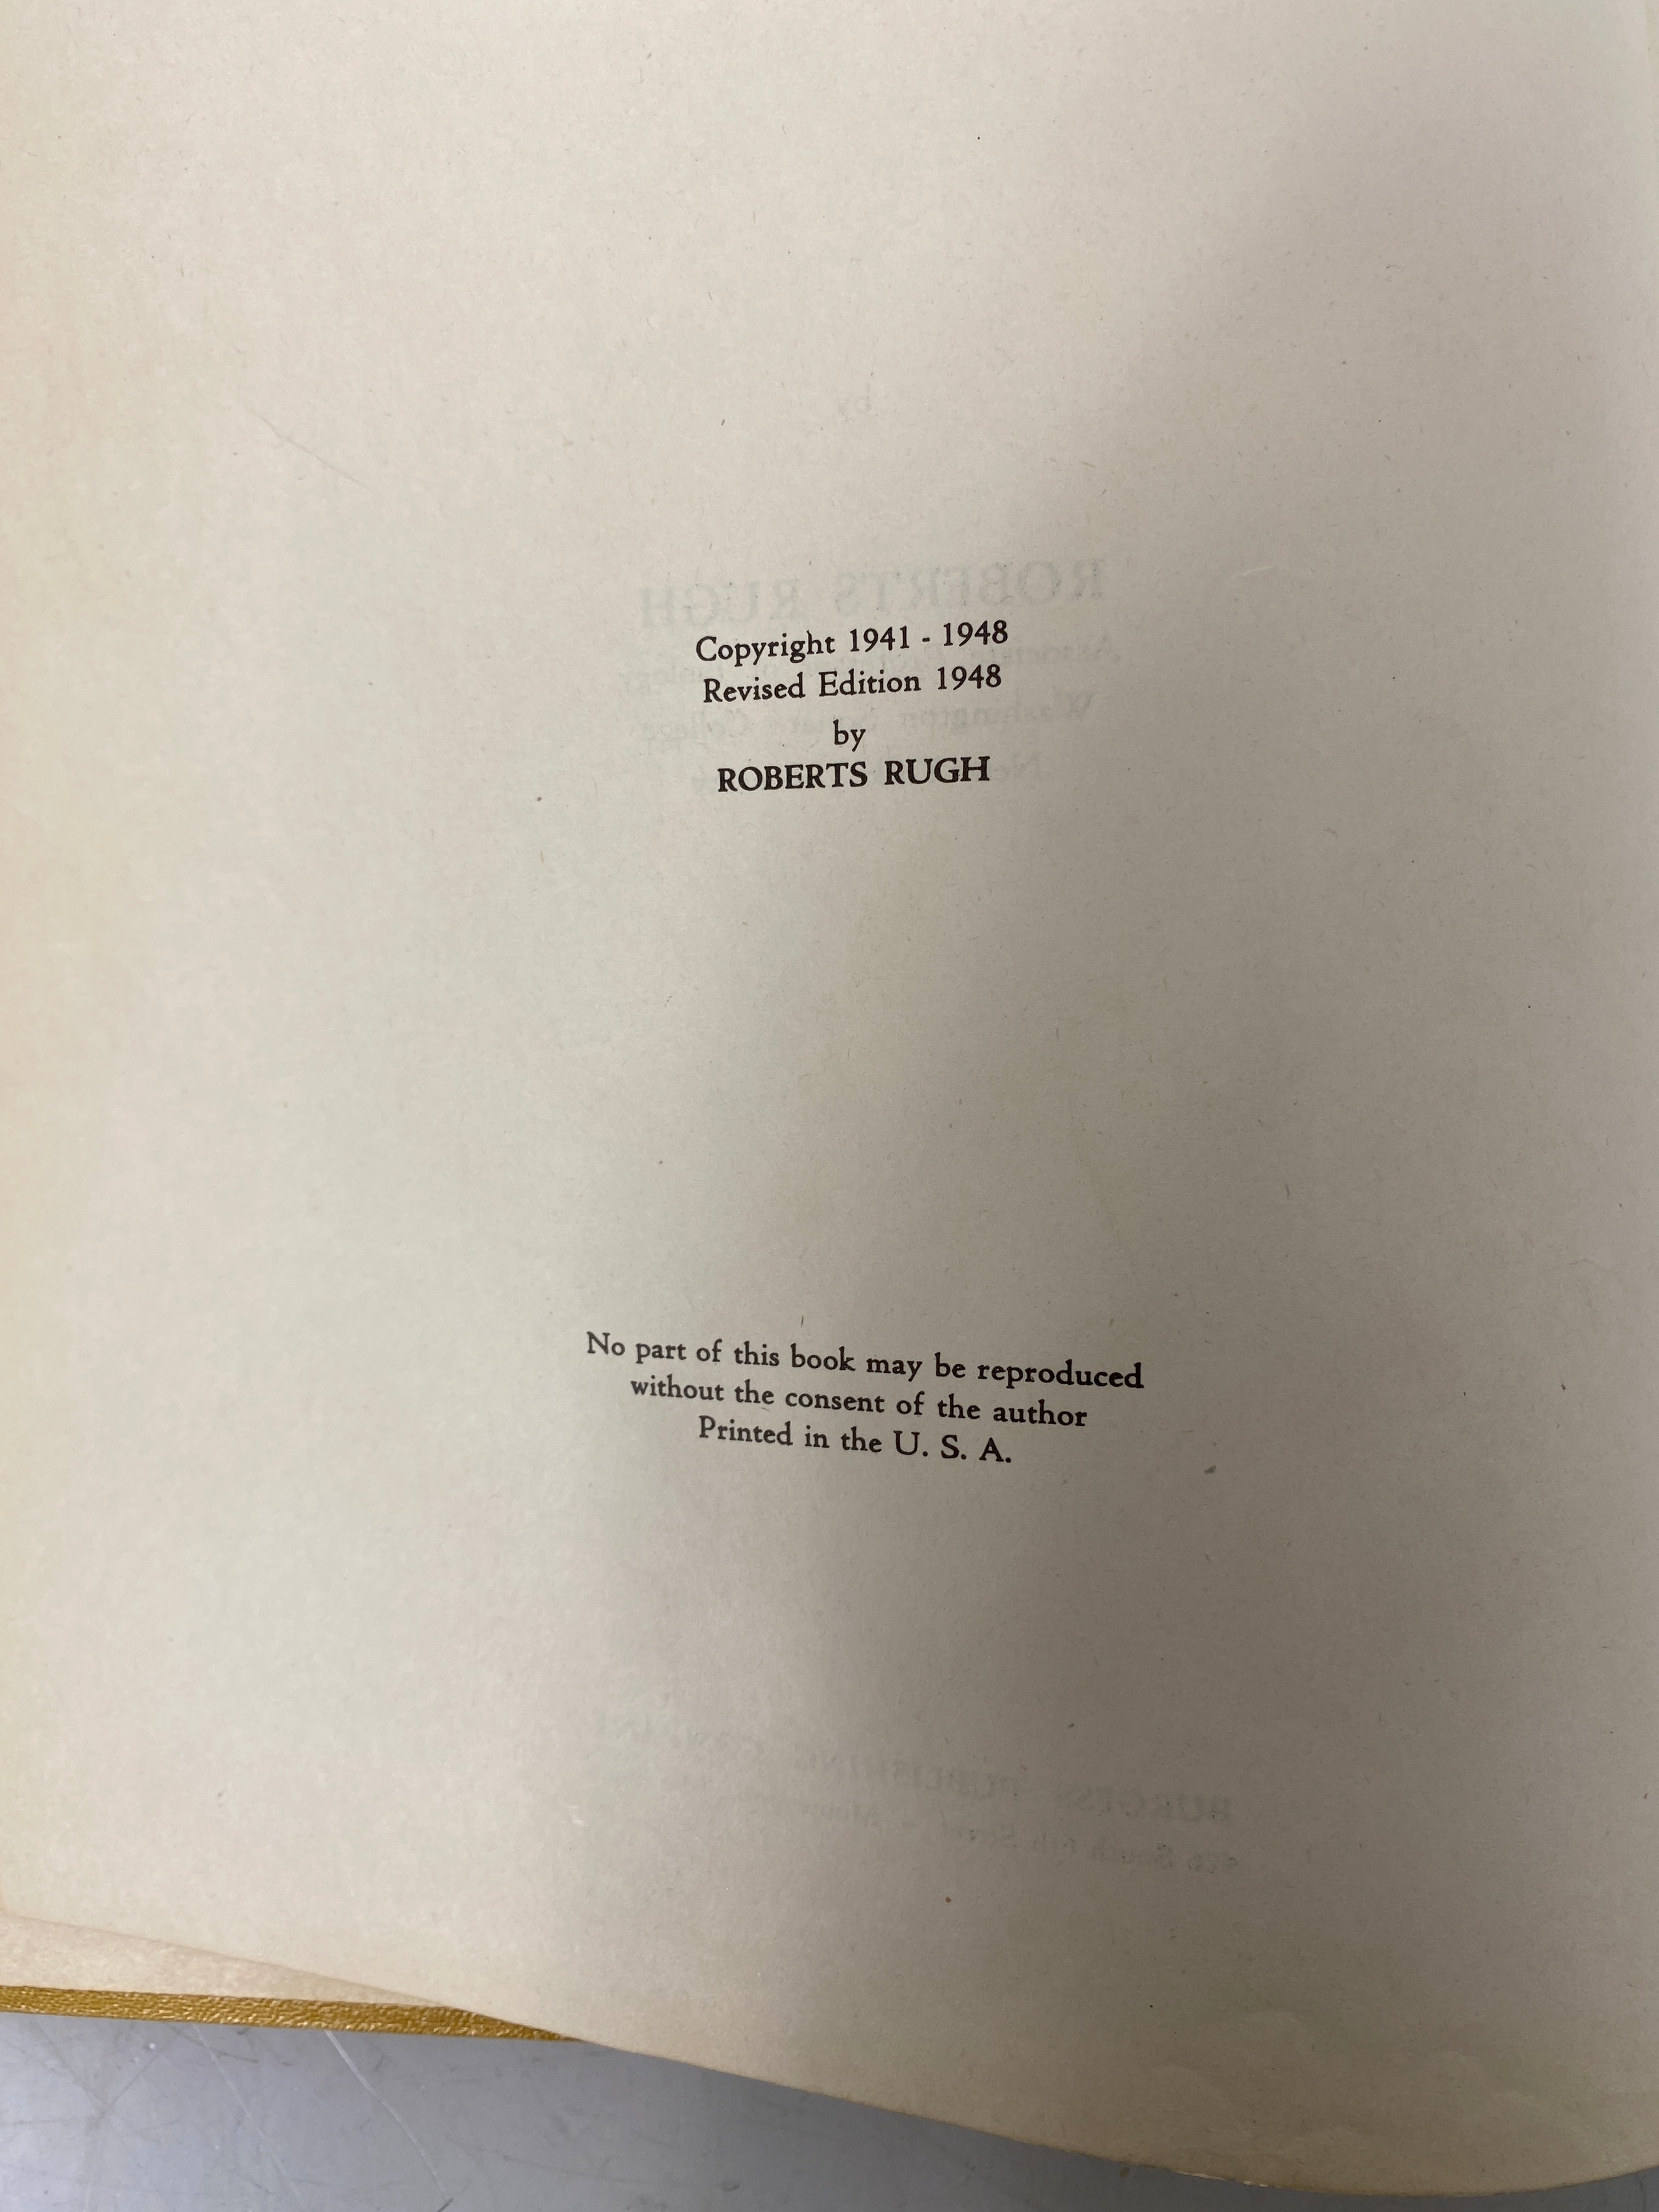 Copyright 1941 - 1948
Revised Edition 1948
by
ROBERTS RUGH
No part of this book may be reproduced
without the consent of the author
Printed in the U. S. A.